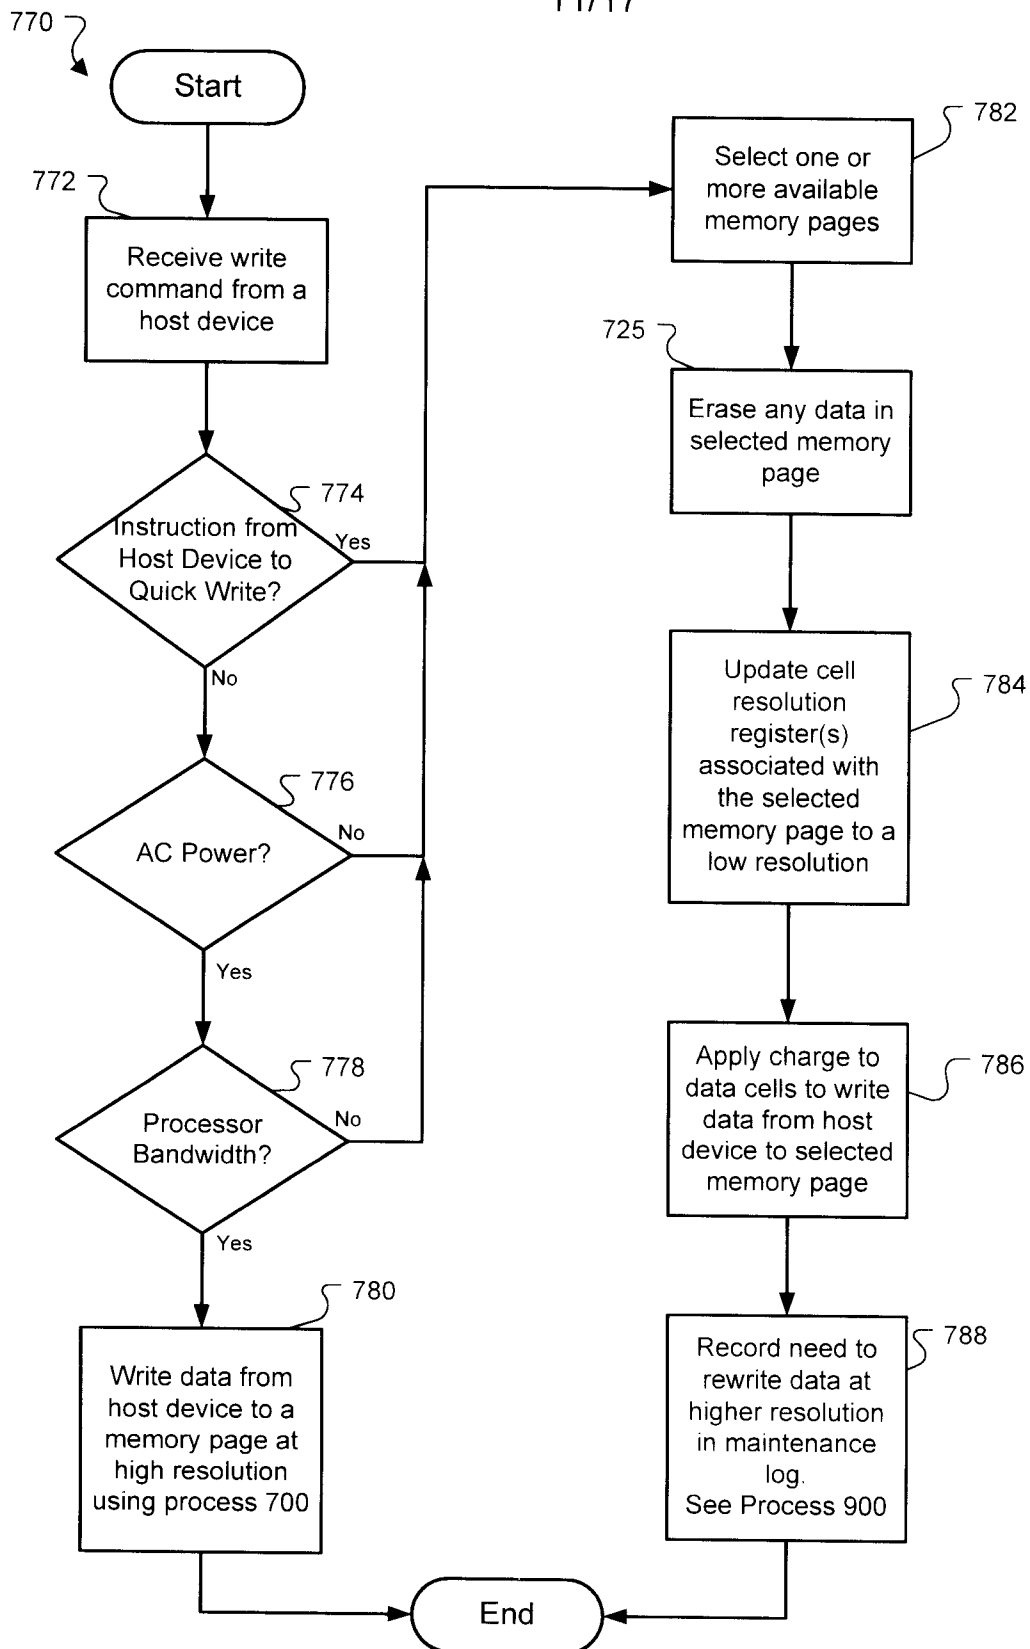 11/17
770
Start
772
Receive write
command from a
host device
774
Instruction from
Host Device to
Quick Write?
Yes
No
776
AC Power?
No
Yes
778
Processor
Bandwidth?
No
Yes
780
Write data from
host device to a
memory page at
high resolution
using process 700
782
Select one or
more available
memory pages
725
Erase any data in
selected memory
page
784
Update cell
resolution
register(s)
associated with
the selected
memory page to a
low resolution
786
Apply charge to
data cells to write
data from host
device to selected
memory page
788
Record need to
rewrite data at
higher resolution
in maintenance
log.
See Process 900
End